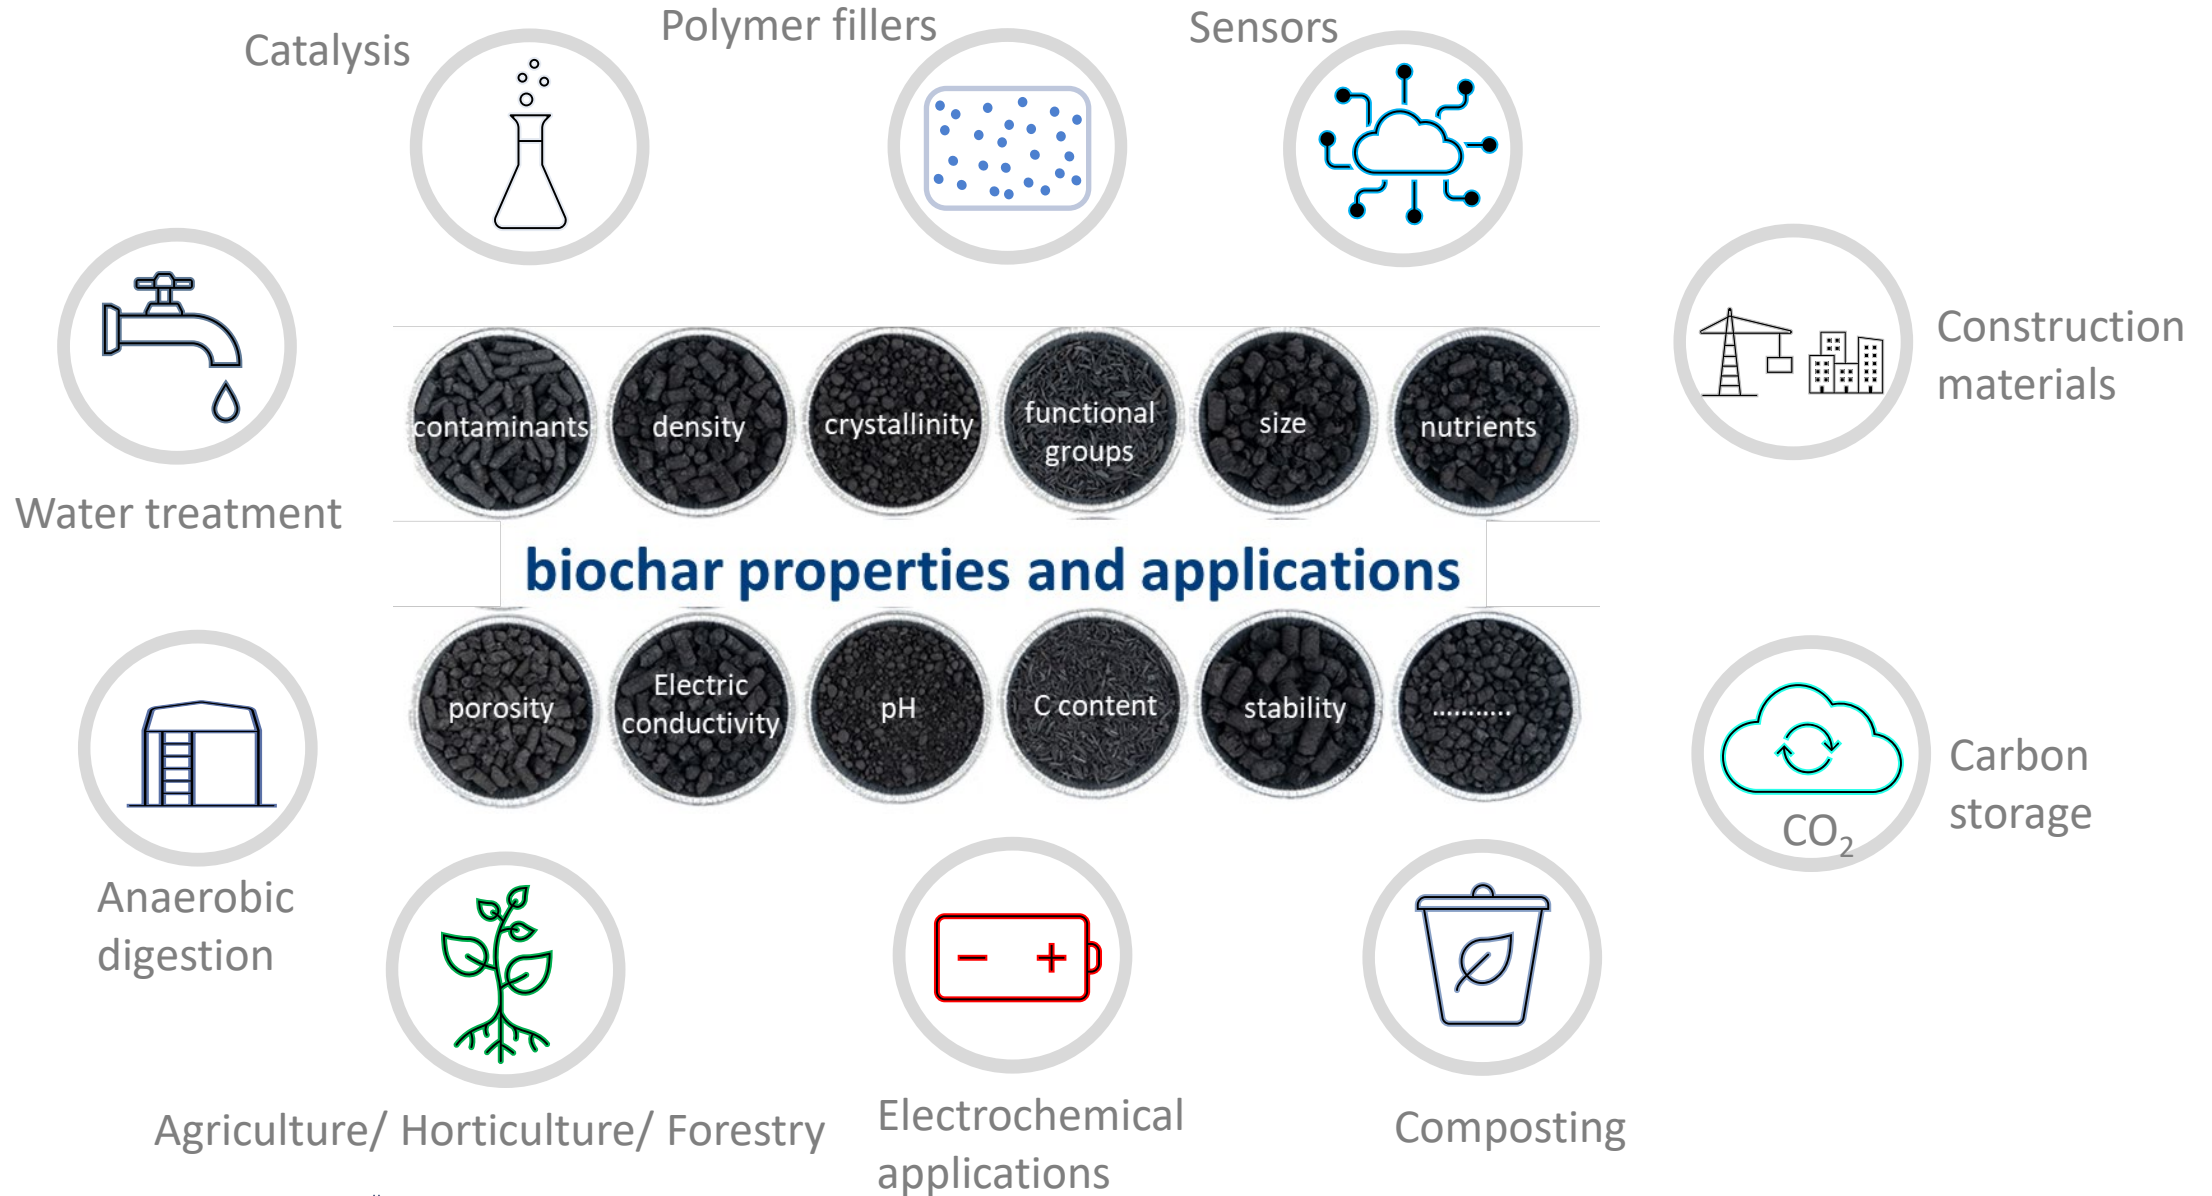 Polymer fillers
Sensors
Catalysis
Construction
materials
contaminants
density
crystallinity
functional
groups
size
nutrients
Water treatment
biochar properties and applications
porosity
Electric
conductivity
pH
C content
stability
...........
Carbon
storage
CO₂
Anaerobic
digestion
− +
Agriculture/ Horticulture/ Forestry
Electrochemical
applications
Composting